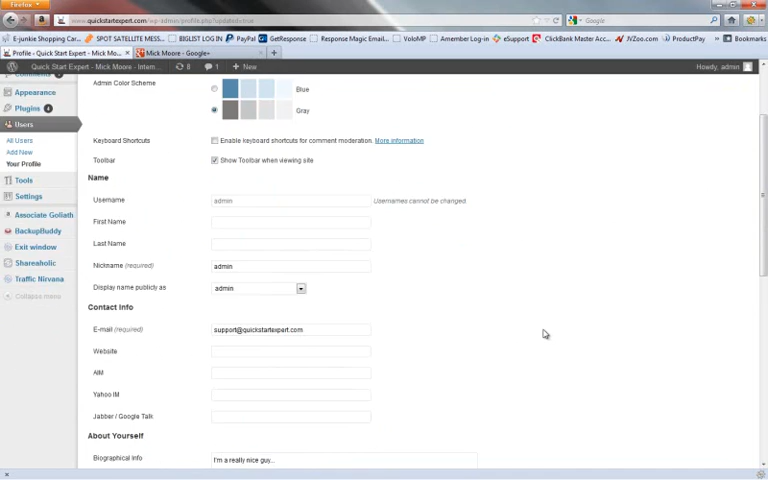 Firefox
www.quickstartexpert.com/wp-admin/profile.php?updated=true
Google
E-junkie Shopping Car...
SPOT SATELLITE MESS...
BIGLIST LOG IN
PayPal
GetResponse
Response Magic Email...
VoloMP
Amember Log-in
eSupport
ClickBank Master Acc...
JVZoo.com
ProductPay
Bookmarks
Profile ‹ Quick Start Expert - Mick Mo...
Mick Moore - Google+
Quick Start Expert - Mick Moore - Intern...
8
1
+ New
Howdy, admin
Comments
Appearance
Plugins 4
Users
All Users
Add New
Your Profile
Tools
Settings
Associate Goliath
BackupBuddy
Exit window
Shareaholic
Traffic Nirvana
Collapse menu
Admin Color Scheme
Blue
Gray
Keyboard Shortcuts
Enable keyboard shortcuts for comment moderation. More information
Toolbar
Show Toolbar when viewing site
Name
Username
admin
Usernames cannot be changed.
First Name
Last Name
Nickname (required)
admin
Display name publicly as
admin
Contact Info
E-mail (required)
support@quickstartexpert.com
Website
AIM
Yahoo IM
Jabber / Google Talk
About Yourself
Biographical Info
I'm a really nice guy...